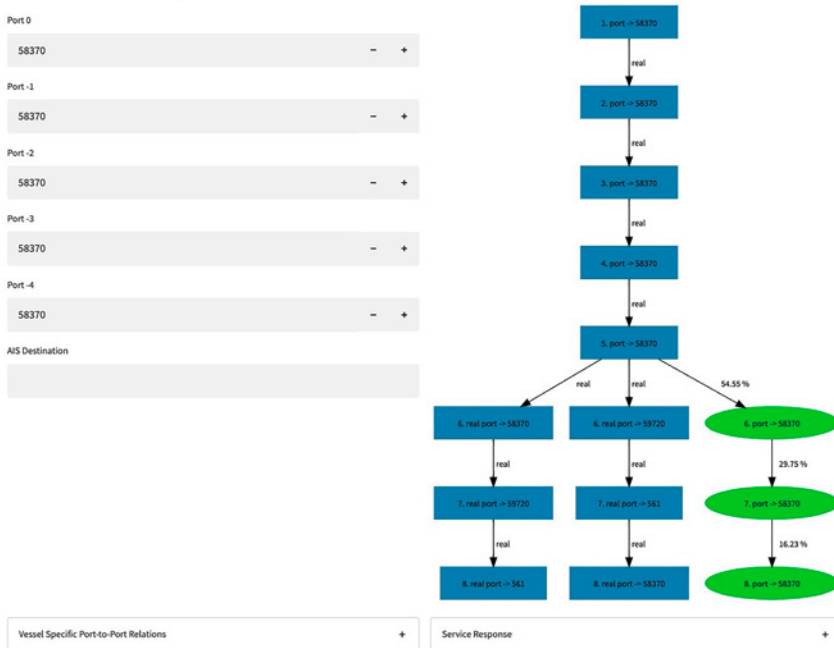 Port 0
58370
− +
Port -1
58370
− +
Port -2
58370
− +
Port -3
58370
− +
Port -4
58370
− +
AIS Destination
Vessel Specific Port-to-Port Relations +
1. port -> 58370
real
2. port -> 58370
real
3. port -> 58370
real
4. port -> 58370
real
5. port -> 58370
real real 54.55 %
6. real port -> 58370 6. real port -> 59720 6. port -> 58370
real real 29.75 %
7. real port -> 59720 7. real port -> 561 7. port -> 58370
real real 16.23 %
8. real port -> 561 8. real port -> 58370 8. port -> 58370
Service Response +